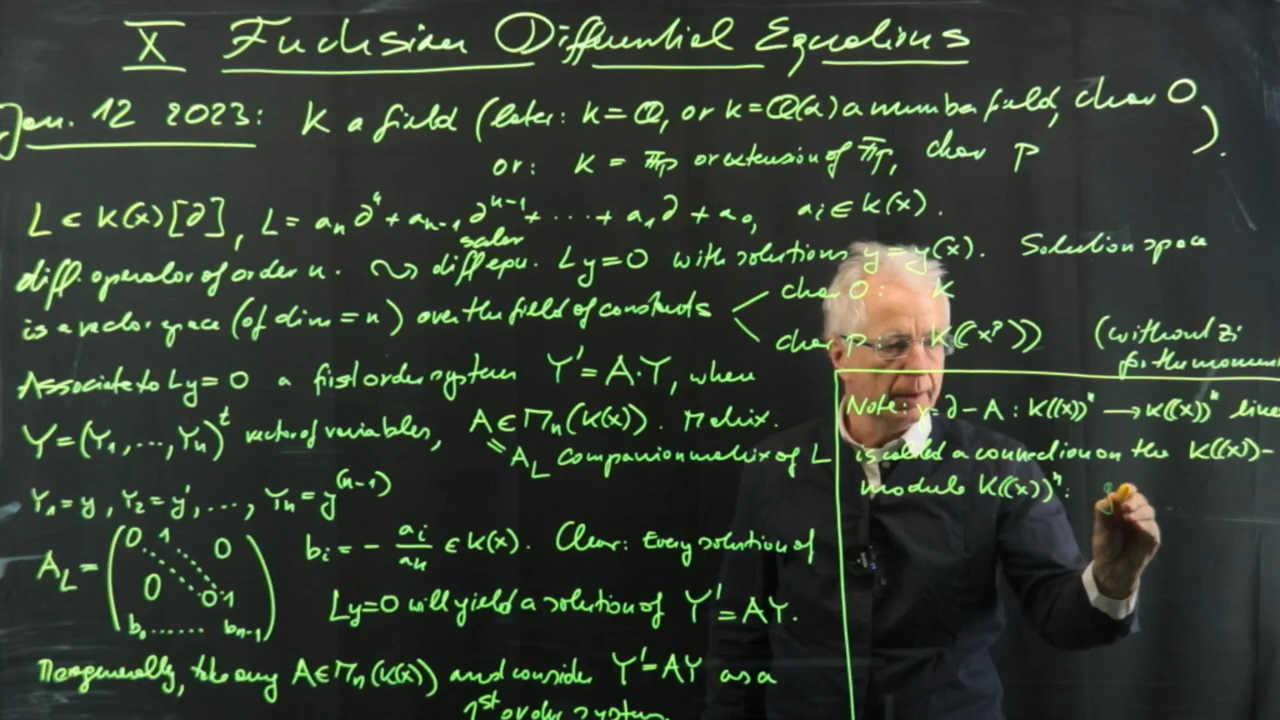 X Fuchsian Differential Equations
Jan. 12 2023: K a field (later: K = ℚ, or K = ℚ(α) a number field, char 0,
or: K = 𝔽p or extension of 𝔽p, char p ).
L ∈ K(x)[∂], L = aₙ∂ⁿ + aₙ₋₁∂ⁿ⁻¹ + ⋯ + a₁∂ + a₀, aᵢ ∈ K(x).
diff. operator of order n. ⤳ scalar diff. equ. Ly=0 with solutions y = y(x). Solution space
is a vector space (of dim = n) over the field of constants
char 0: K
char p: K((xᵖ)) (without zᵢ
for the moment
Associate to Ly=0 a first order system Y' = A·Y, where
Y = (Y₁, ..., Yₙ)ᵗ vector of variables, A ∈ Mₙ(K(x)). Matrix.
= A_L companion matrix of L
Y₁ = y, Y₂ = y', ..., Yₙ = y⁽ⁿ⁻¹⁾
A_L = ( 0 1 0 0 0 1 b₀ ...... bₙ₋₁ ) bᵢ = - aᵢ/aₙ ∈ K(x). Clear: Every solution of
Ly=0 will yield a solution of Y' = AY.
More generally, take any A ∈ Mₙ(K(x)) and consider Y' = AY as a
1st order system
Note: ∇ = ∂ - A : K((x))ⁿ → K((x))ⁿ
is called a connection on the K((x))-
module K((x))ⁿ: